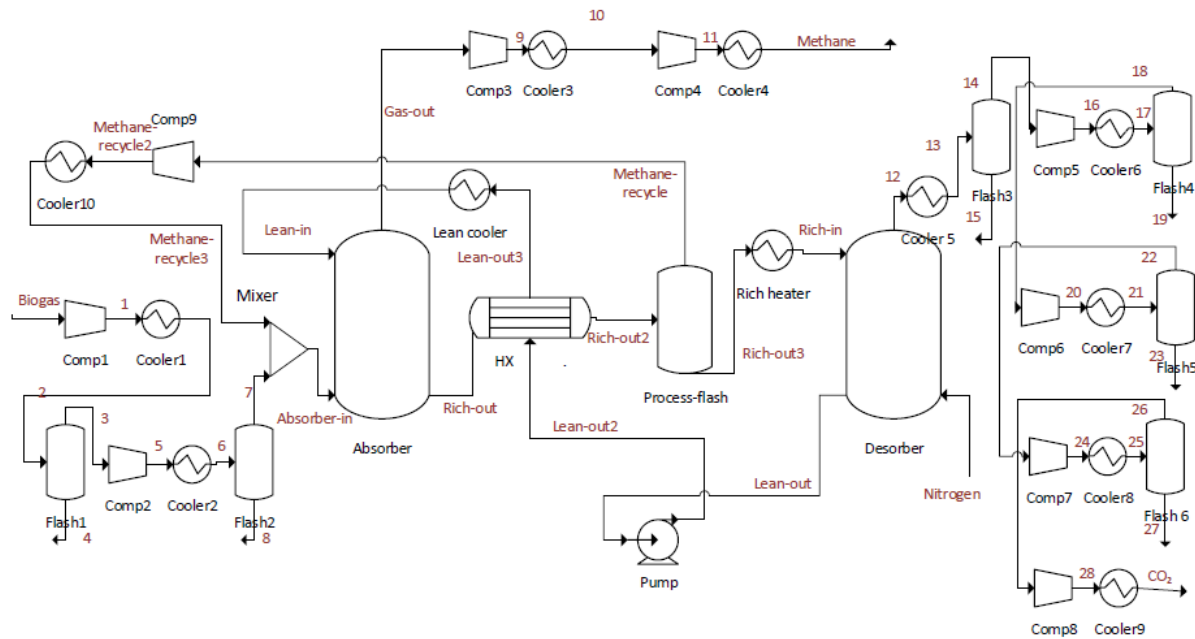 10
9
11
Methane
Comp3
Cooler3
Comp4
Cooler4
14
18
Gas-out
Comp9
Methane-
recycle2
16
17
13
Comp5
Cooler6
Flash4
Cooler10
Methane-
recycle
12
Flash3
15
19
Cooler 5
Lean-in
Lean cooler
Rich-in
Methane-
recycle3
Lean-out3
22
Mixer
Rich heater
Biogas
1
20
21
Comp1
Cooler1
HX
.
Rich-out2
Comp6
Cooler7
23
Flash5
Rich-out3
Process-flash
2
3
7
Absorber-in
Rich-out
26
Absorber
Lean-out2
Desorber
5
6
24
25
Comp2
Cooler2
Lean-out
Nitrogen
Comp7
Cooler8
Flash1
Flash2
Flash 6
4
8
27
Pump
28
CO₂
Comp8
Cooler9